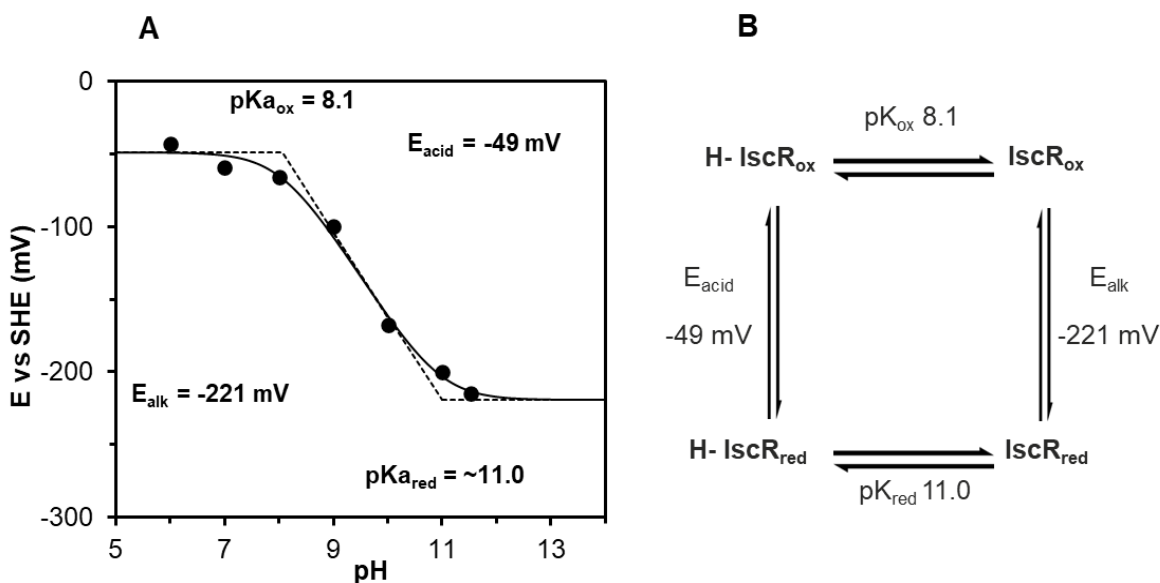 A
E vs SHE (mV)
0
-100
-200
-300
5
7
9
11
13
pH
pKa_ox = 8.1
E_acid = -49 mV
E_alk = -221 mV
pKa_red = ~11.0
B
pK_ox 8.1
H- IscR_ox
IscR_ox
E_acid
-49 mV
E_alk
-221 mV
H- IscR_red
IscR_red
pK_red 11.0